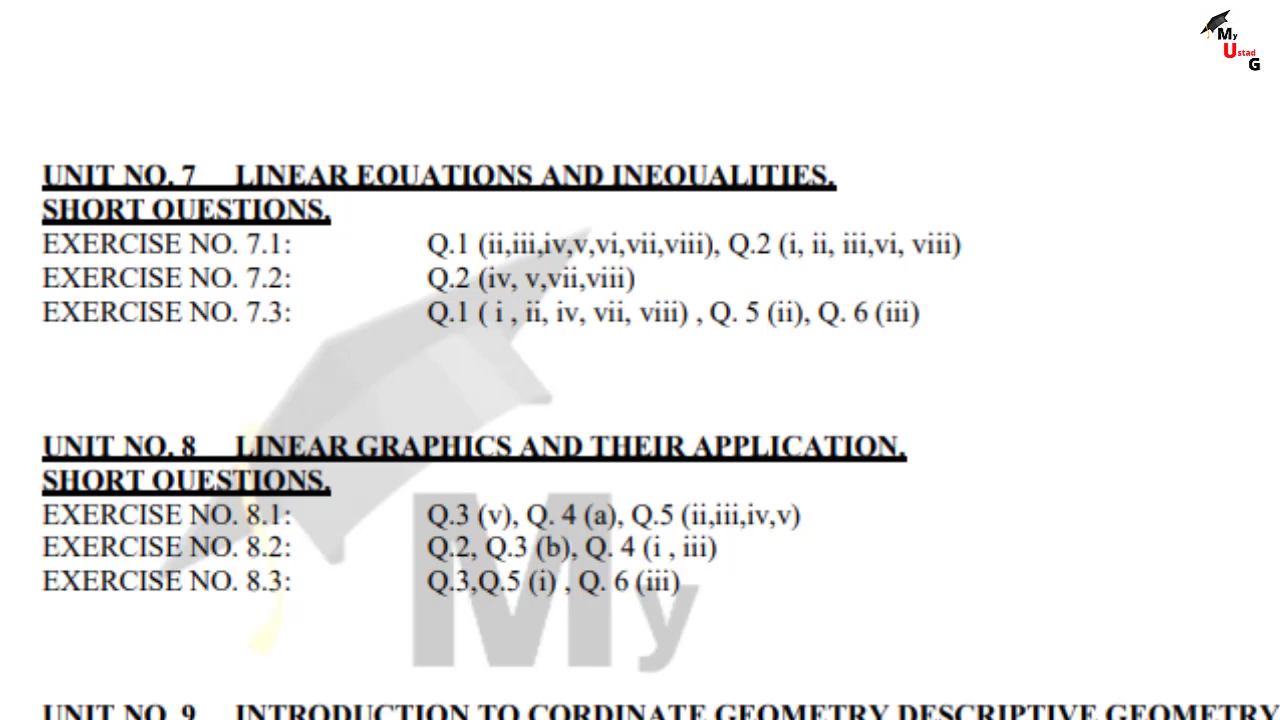 My
Ustad
G
UNIT NO. 7 LINEAR EQUATIONS AND INEQUALITIES.
SHORT QUESTIONS.
EXERCISE NO. 7.1: Q.1 (ii,iii,iv,v,vi,vii,viii), Q.2 (i, ii, iii,vi, viii)
EXERCISE NO. 7.2: Q.2 (iv, v,vii,viii)
EXERCISE NO. 7.3: Q.1 ( i , ii, iv, vii, viii) , Q. 5 (ii), Q. 6 (iii)
UNIT NO. 8 LINEAR GRAPHICS AND THEIR APPLICATION.
SHORT QUESTIONS.
EXERCISE NO. 8.1: Q.3 (v), Q. 4 (a), Q.5 (ii,iii,iv,v)
EXERCISE NO. 8.2: Q.2, Q.3 (b), Q. 4 (i , iii)
EXERCISE NO. 8.3: Q.3,Q.5 (i) , Q. 6 (iii)
My
UNIT NO. 9 INTRODUCTION TO CORDINATE GEOMETRY DESCRIPTIVE GEOMETRY